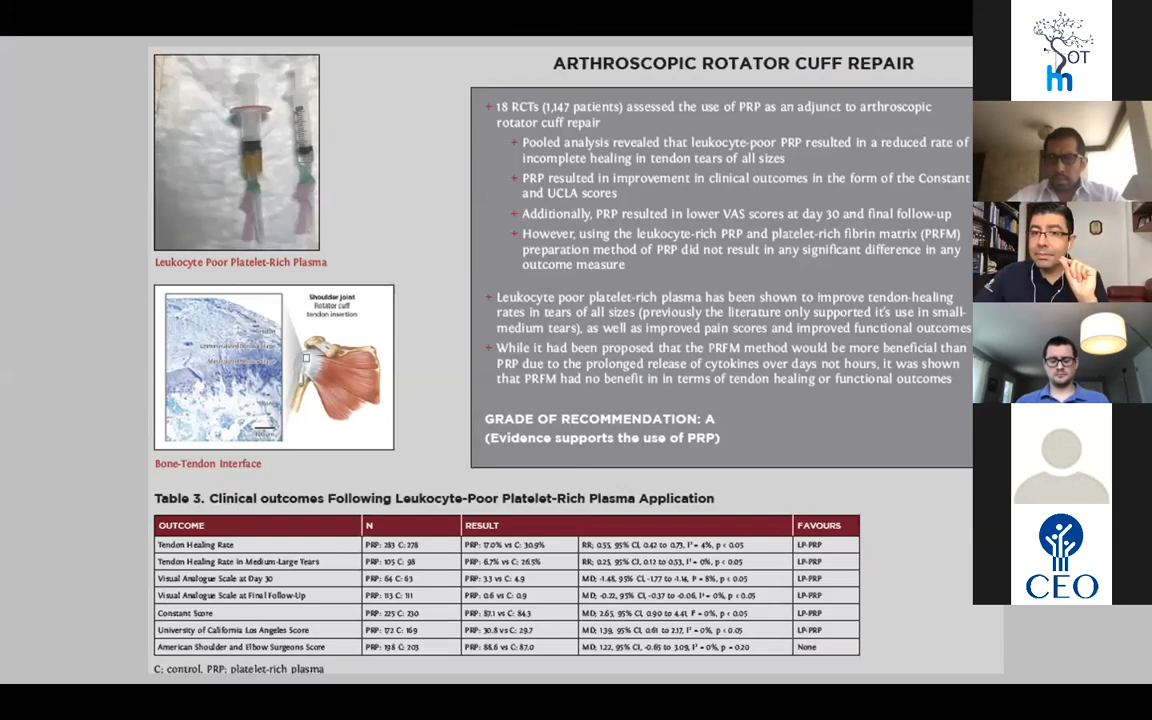 ARTHROSCOPIC ROTATOR CUFF REPAIR
+ 18 RCTs (1,147 patients) assessed the use of PRP as an adjunct to arthroscopic
rotator cuff repair
+ Pooled analysis revealed that leukocyte-poor PRP resulted in a reduced rate of
incomplete healing in tendon tears of all sizes
+ PRP resulted in improvement in clinical outcomes in the form of the Constant
and UCLA scores
+ Additionally, PRP resulted in lower VAS scores at day 30 and final follow-up
+ However, using the leukocyte-rich PRP and platelet-rich fibrin matrix (PRFM)
preparation method of PRP did not result in any significant difference in any
outcome measure
+ Leukocyte poor platelet-rich plasma has been shown to improve tendon-healing
rates in tears of all sizes (previously the literature only supported it's use in small-
medium tears), as well as improved pain scores and improved functional outcomes
+ While it had been proposed that the PRFM method would be more beneficial than
PRP due to the prolonged release of cytokines over days not hours, it was shown
that PRFM had no benefit in in terms of tendon healing or functional outcomes
GRADE OF RECOMMENDATION: A
(Evidence supports the use of PRP)
Leukocyte Poor Platelet-Rich Plasma
Shoulder Joint
Rotator cuff
tendon insertion
Bone-Tendon Interface
Table 3. Clinical outcomes Following Leukocyte-Poor Platelet-Rich Plasma Application
OUTCOME N RESULT FAVOURS
Tendon Healing Rate PRP: 283 C: 278 PRP: 17.0% vs C: 30.9% RR; 0.55, 95% CI, 0.42 to 0.73, I² = 4%, p < 0.05 LP-PRP
Tendon Healing Rate in Medium-Large Tears PRP: 105 C: 98 PRP: 6.7% vs C: 26.5% RR; 0.25, 95% CI, 0.12 to 0.53, I² = 0%, p < 0.05 LP-PRP
Visual Analogue Scale at Day 30 PRP: 64 C: 63 PRP: 3.3 vs C: 4.9 MD; -1.48, 95% CI, -1.77 to -1.14, I² = 8%, p < 0.05 LP-PRP
Visual Analogue Scale at Final Follow-Up PRP: 113 C: 111 PRP: 0.6 vs C: 0.9 MD; -0.22, 95% CI, -0.37 to -0.06, I² = 0%, p < 0.05 LP-PRP
Constant Score PRP: 225 C: 230 PRP: 87.1 vs C: 84.3 MD; 2.65, 95% CI, 0.90 to 4.41, I² = 0%, p < 0.05 LP-PRP
University of California Los Angeles Score PRP: 172 C: 169 PRP: 30.8 vs C: 29.7 MD; 1.39, 95% CI, 0.61 to 2.17, I² = 0%, p < 0.05 LP-PRP
American Shoulder and Elbow Surgeons Score PRP: 198 C: 203 PRP: 88.6 vs C: 87.0 MD; 1.22, 95% CI, -0.65 to 3.09, I² = 0%, p = 0.20 None
C; control, PRP; platelet-rich plasma
SOT
hm
CEO